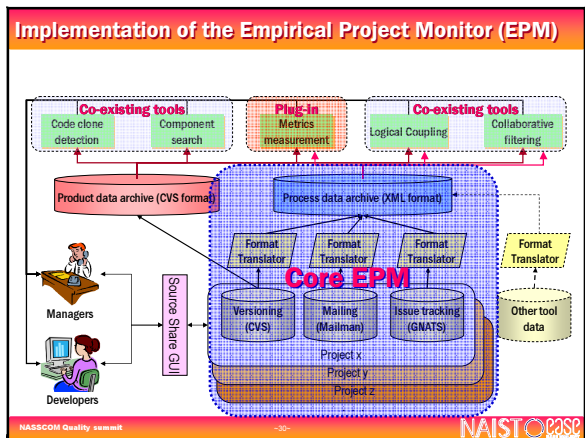 Implementation of the Empirical Project Monitor (EPM)
Co-existing tools
Code clone
detection
Component
search
Plug-in
Metrics
measurement
Co-existing tools
Logical Coupling
Collaborative
filtering
Product data archive (CVS format)
Process data archive (XML format)
Format
Translator
Format
Translator
Format
Translator
Format
Translator
Core EPM
Managers
Developers
Source Share GUI
Versioning
(CVS)
Mailing
(Mailman)
Issue tracking
(GNATS)
Other tool
data
Project x
Project y
Project z
NASSCOM Quality summit
-30-
NAIST
ease